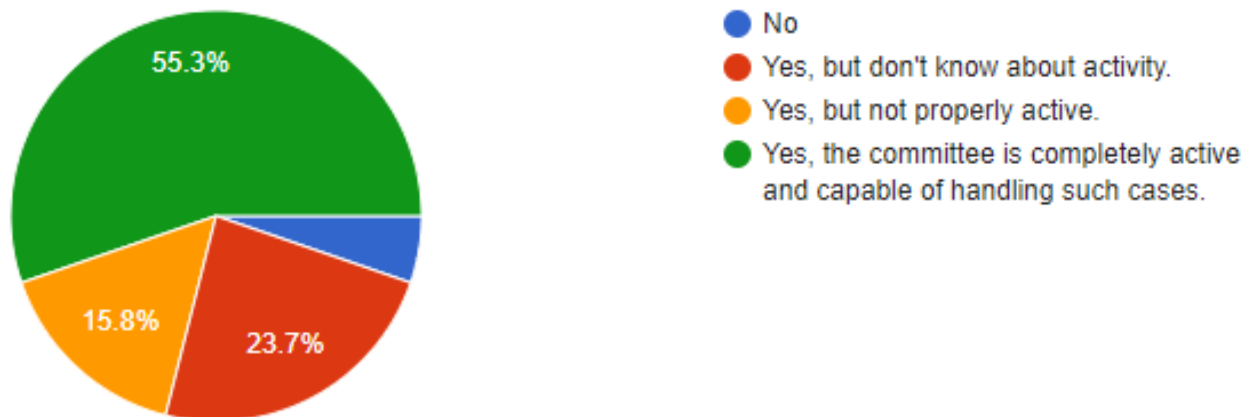 55.3%
15.8%
23.7%
No
Yes, but don't know about activity.
Yes, but not properly active.
Yes, the committee is completely active
and capable of handling such cases.